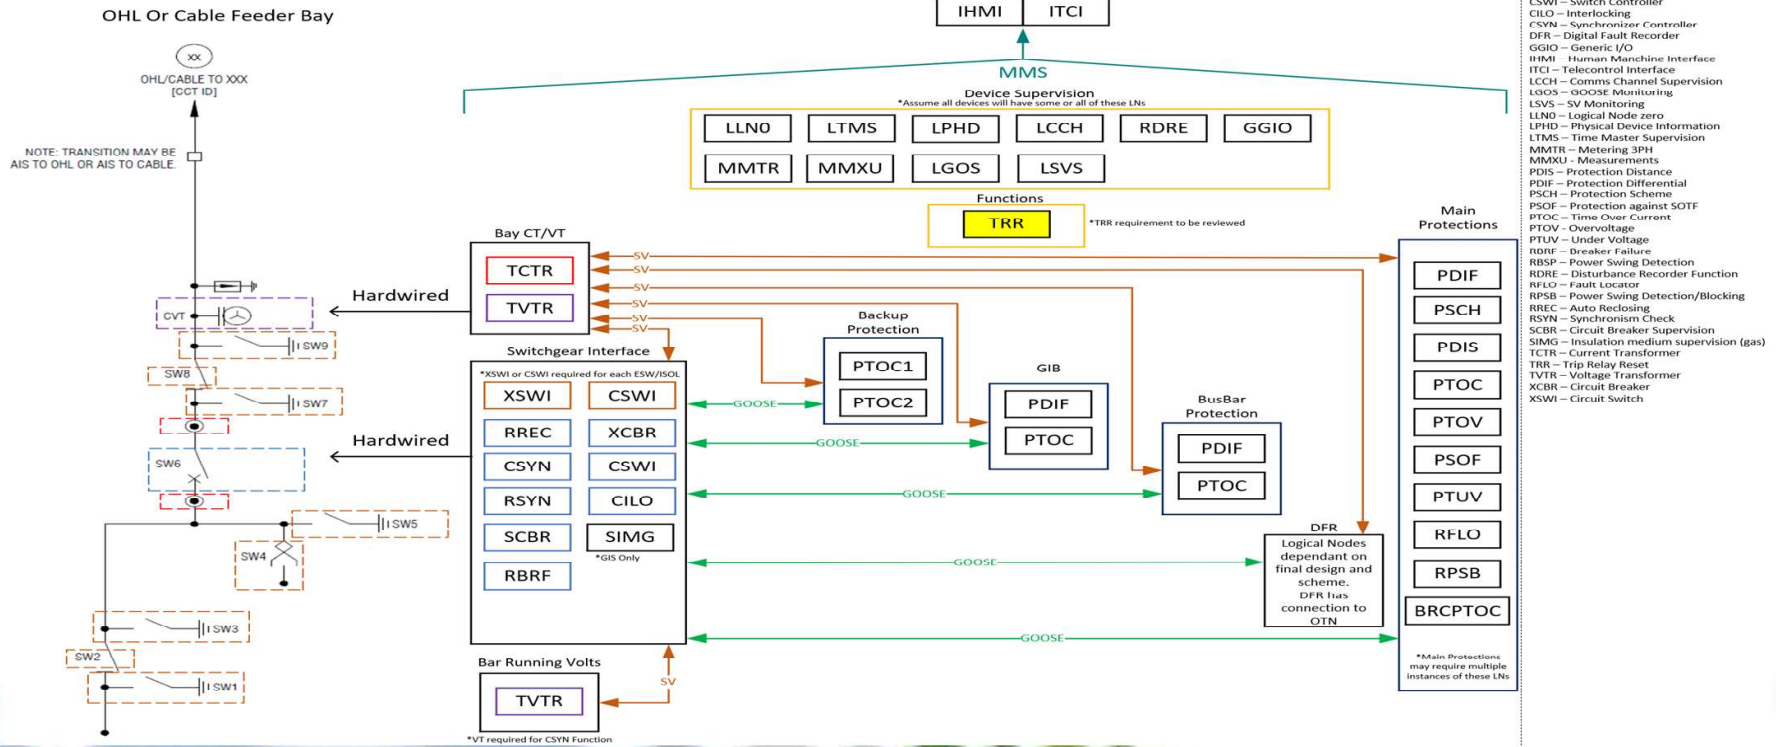 OHL Or Cable Feeder Bay
XX
OHL/CABLE TO XXX
[CCT ID]
NOTE: TRANSITION MAY BE
AIS TO OHL OR AIS TO CABLE.
CVT
SW9
SW8
SW7
SW6
SW5
SW4
SW3
SW2
SW1
IHMI
ITCI
MMS
Device Supervision
*Assume all devices will have some or all of these LNs
LLN0
LTMS
LPHD
LCCH
RDRE
GGIO
MMTR
MMXU
LGOS
LSVS
Functions
TRR
*TRR requirement to be reviewed
Bay CT/VT
TCTR
TVTR
Hardwired
SV
SV
SV
SV
SV
SV
Switchgear Interface
*XSWI or CSWI required for each ESW/ISOL
XSWI
CSWI
RREC
XCBR
CSYN
CSWI
RSYN
CILO
SCBR
SIMG
*GIS Only
RBRF
Hardwired
Bar Running Volts
TVTR
SV
*VT required for CSYN Function
Backup
Protection
PTOC1
PTOC2
GOOSE
GIB
PDIF
PTOC
GOOSE
BusBar
Protection
PDIF
PTOC
GOOSE
DFR
Logical Nodes
dependant on
final design and
scheme.
DFR has
connection to
OTN
GOOSE
GOOSE
Main
Protections
PDIF
PSCH
PDIS
PTOC
PTOV
PSOF
PTUV
RFLO
RPSB
BRCPTOC
*Main Protections
may require multiple
instances of these LNs
CSWI – Switch Controller
CILO – Interlocking
CSYN – Synchronizer Controller
DFR – Digital Fault Recorder
GGIO – Generic I/O
IHMI – Human Manchine Interface
ITCI – Telecontrol Interface
LCCH – Comms Channel Supervision
LGOS – GOOSE Monitoring
LSVS – SV Monitoring
LLN0 – Logical Node zero
LPHD – Physical Device Information
LTMS – Time Master Supervision
MMTR – Metering 3PH
MMXU - Measurements
PDIS – Protection Distance
PDIF – Protection Differential
PSCH – Protection Scheme
PSOF – Protection against SOTF
PTOC – Time Over Current
PTOV - Overvoltage
PTUV – Under Voltage
RBRF – Breaker Failure
RBSP – Power Swing Detection
RDRE – Disturbance Recorder Function
RFLO – Fault Locator
RPSB – Power Swing Detection/Blocking
RREC – Auto Reclosing
RSYN – Synchronism Check
SCBR – Circuit Breaker Supervision
SIMG – Insulation medium supervision (gas)
TCTR – Current Transformer
TRR – Trip Relay Reset
TVTR – Voltage Transformer
XCBR – Circuit Breaker
XSWI – Circuit Switch